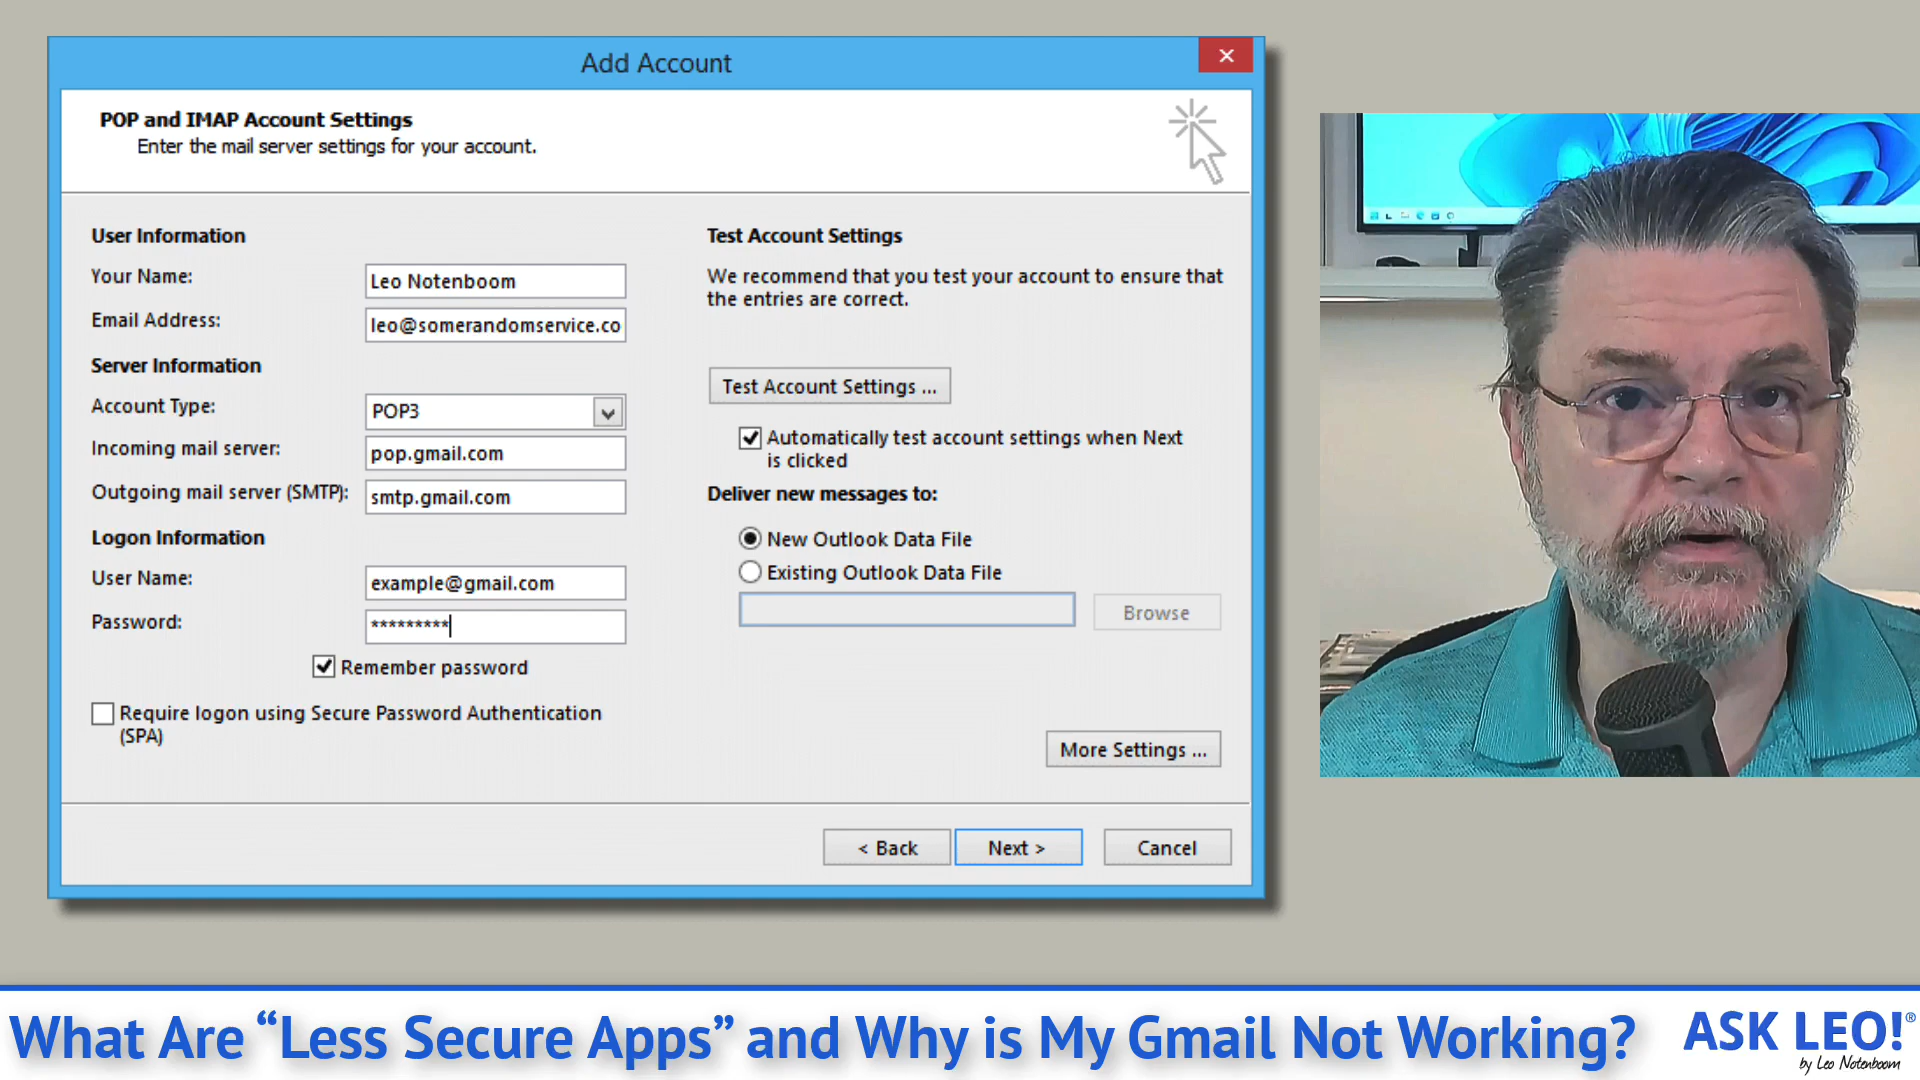 Add Account
POP and IMAP Account Settings
Enter the mail server settings for your account.
User Information
Your Name:
Leo Notenboom
Email Address:
leo@somerandomservice.co
Server Information
Account Type:
POP3
Incoming mail server:
pop.gmail.com
Outgoing mail server (SMTP):
smtp.gmail.com
Logon Information
User Name:
example@gmail.com
Password:
*********
Remember password
Require logon using Secure Password Authentication
(SPA)
Test Account Settings
We recommend that you test your account to ensure that
the entries are correct.
Test Account Settings ...
Automatically test account settings when Next
is clicked
Deliver new messages to:
New Outlook Data File
Existing Outlook Data File
Browse
More Settings ...
< Back
Next >
Cancel
What Are “Less Secure Apps” and Why is My Gmail Not Working?
ASK LEO!®
by Leo Notenboom